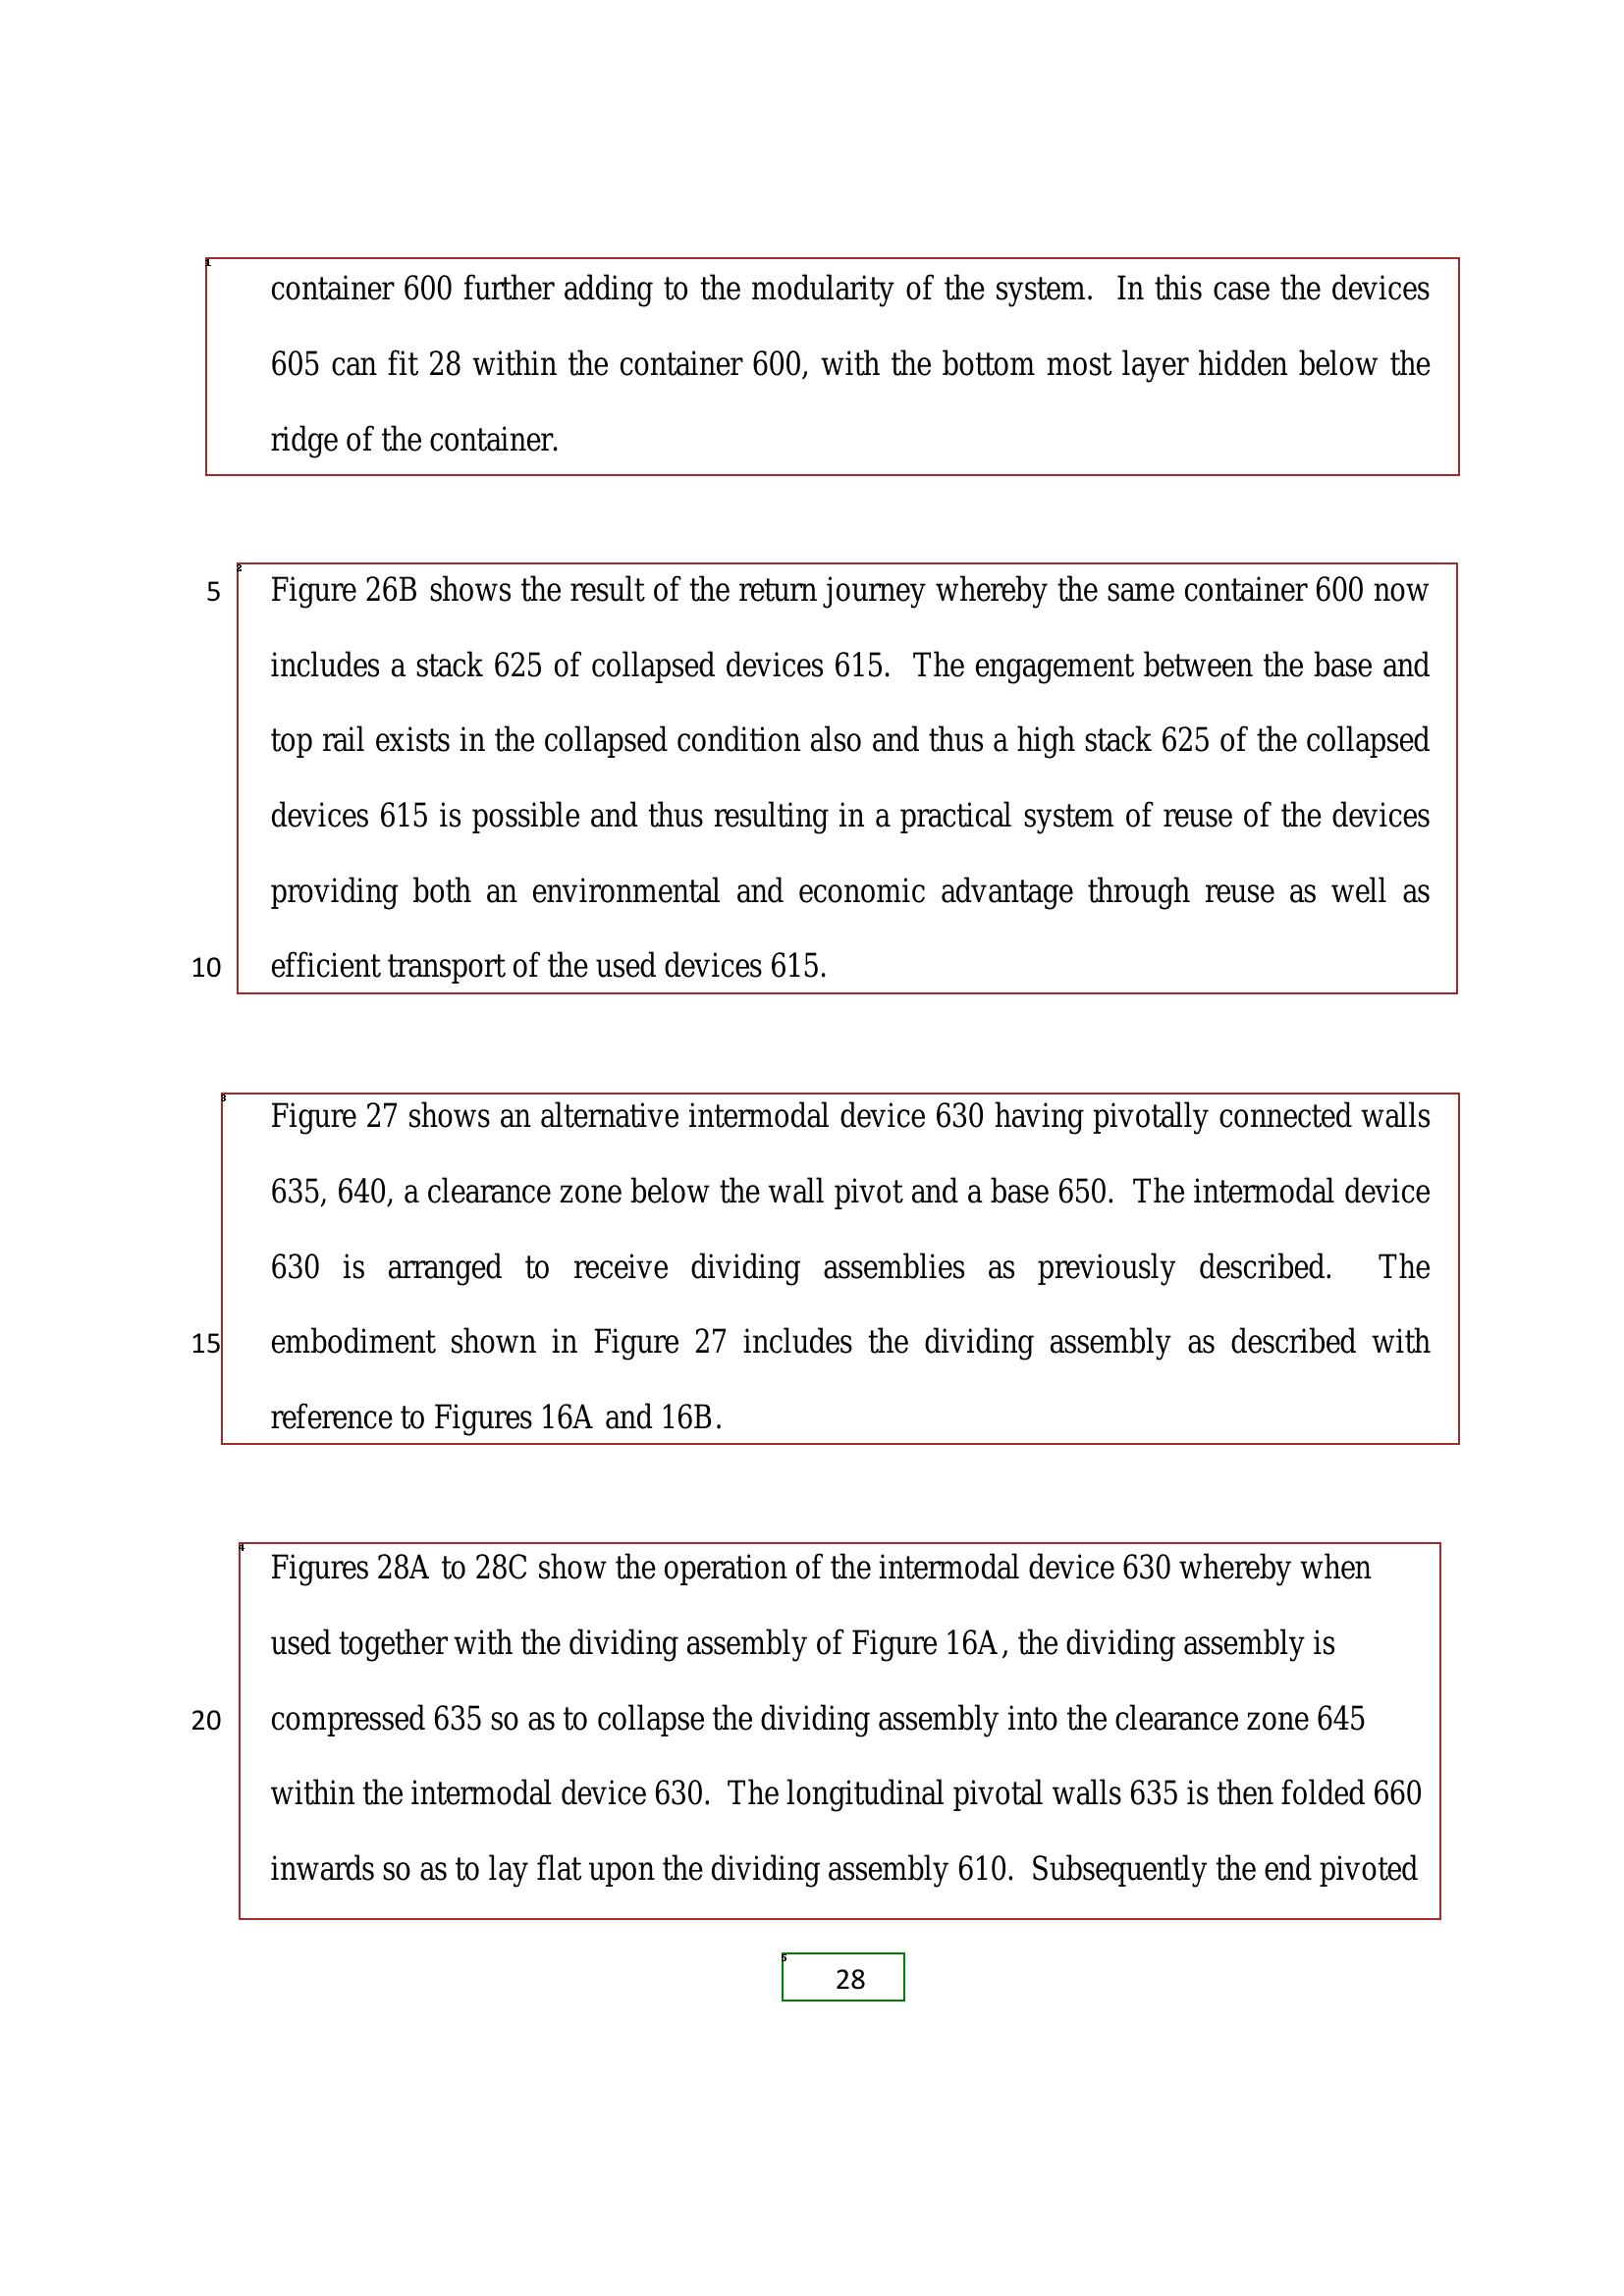 1
container 600 further adding to the modularity of the system.  In this case the devices
605 can fit 28 within the container 600, with the bottom most layer hidden below the
ridge of the container.
2
5 Figure 26B shows the result of the return journey whereby the same container 600 now
includes a stack 625 of collapsed devices 615.  The engagement between the base and
top rail exists in the collapsed condition also and thus a high stack 625 of the collapsed
devices 615 is possible and thus resulting in a practical system of reuse of the devices
providing both an environmental and economic advantage through reuse as well as
10 efficient transport of the used devices 615.
3
Figure 27 shows an alternative intermodal device 630 having pivotally connected walls
635, 640, a clearance zone below the wall pivot and a base 650.  The intermodal device
630 is arranged to receive dividing assemblies as previously described.  The
15 embodiment shown in Figure 27 includes the dividing assembly as described with
reference to Figures 16A and 16B.
4
Figures 28A to 28C show the operation of the intermodal device 630 whereby when
used together with the dividing assembly of Figure 16A, the dividing assembly is
20 compressed 635 so as to collapse the dividing assembly into the clearance zone 645
within the intermodal device 630.  The longitudinal pivotal walls 635 is then folded 660
inwards so as to lay flat upon the dividing assembly 610.  Subsequently the end pivoted
5
28